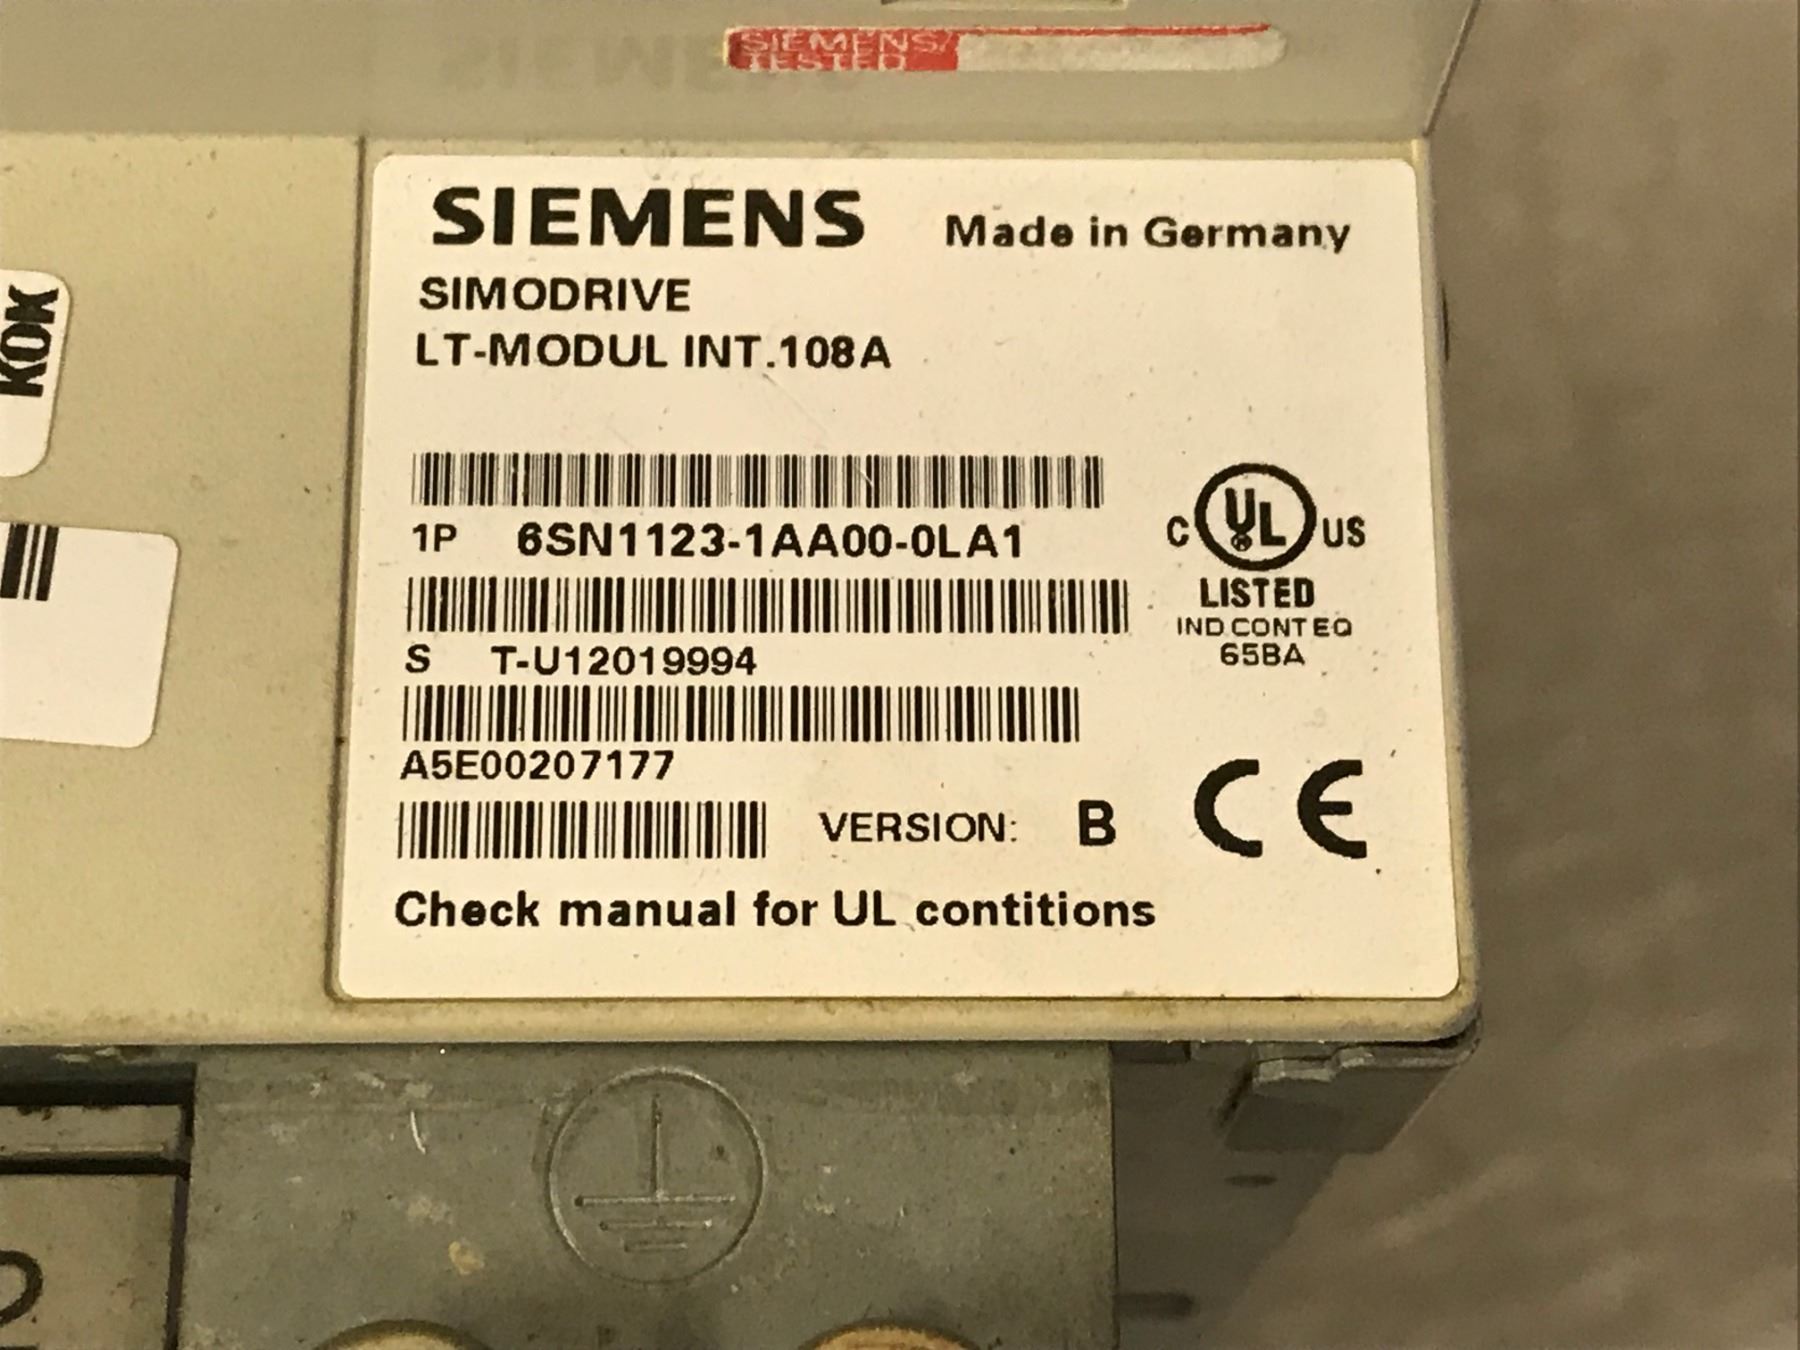 SIEMENS/
TESTED
SIEMENS Made in Germany
SIMODRIVE
LT-MODUL INT.108A
KOK
1P 6SN1123-1AA00-0LA1
C UL US
LISTED
IND.CONT EQ
65BA
S T-U12019994
A5E00207177
VERSION: B CE
Check manual for UL contitions